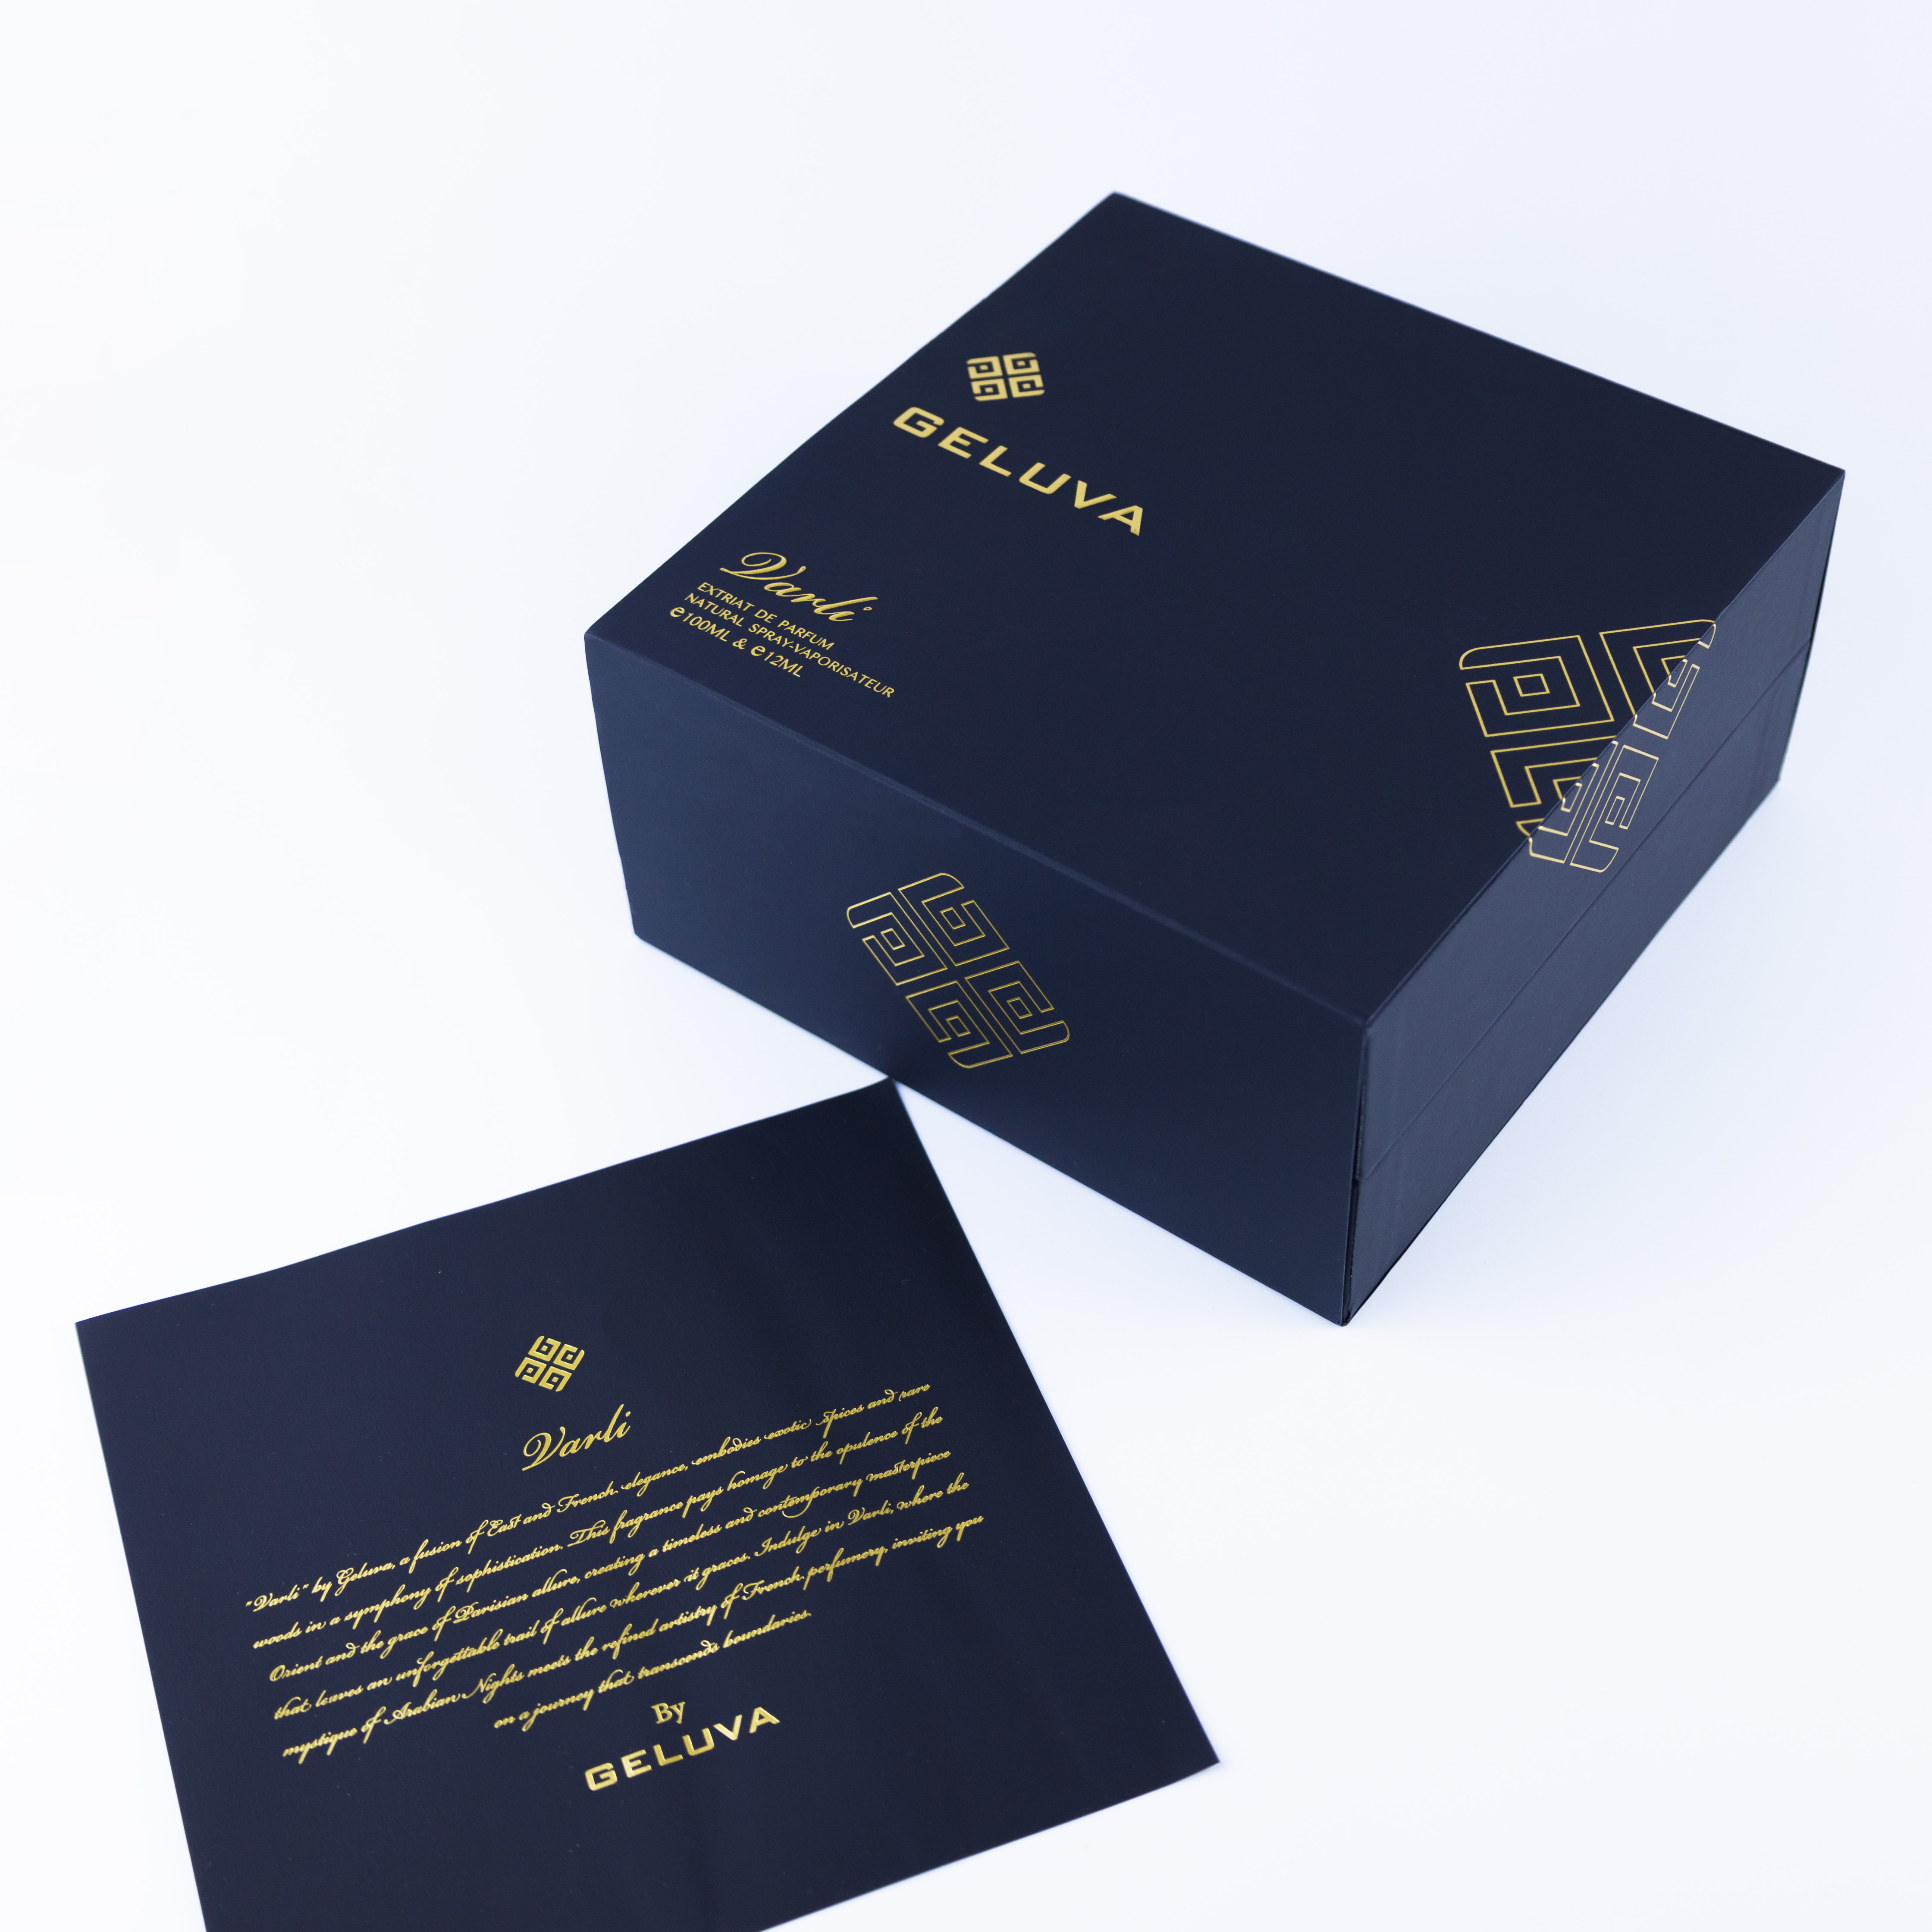 GELUVA
Varli
EXTRIAT DE PARFUM
NATURAL SPRAY-VAPORISATEUR
e100ML & e12ML
Varli
"Varli" by Geluva, a fusion of East and French elegance, embodies exotic spices and rare
woods in a symphony of sophistication. This fragrance pays homage to the opulence of the
Orient and the grace of Parisian allure, creating a timeless and contemporary masterpiece
that leaves an unforgettable trail of allure wherever it graces. Indulge in Varli, where the
mystique of Arabian Nights meets the refined artistry of French perfumery, inviting you
on a journey that transcends boundaries.
By
GELUVA